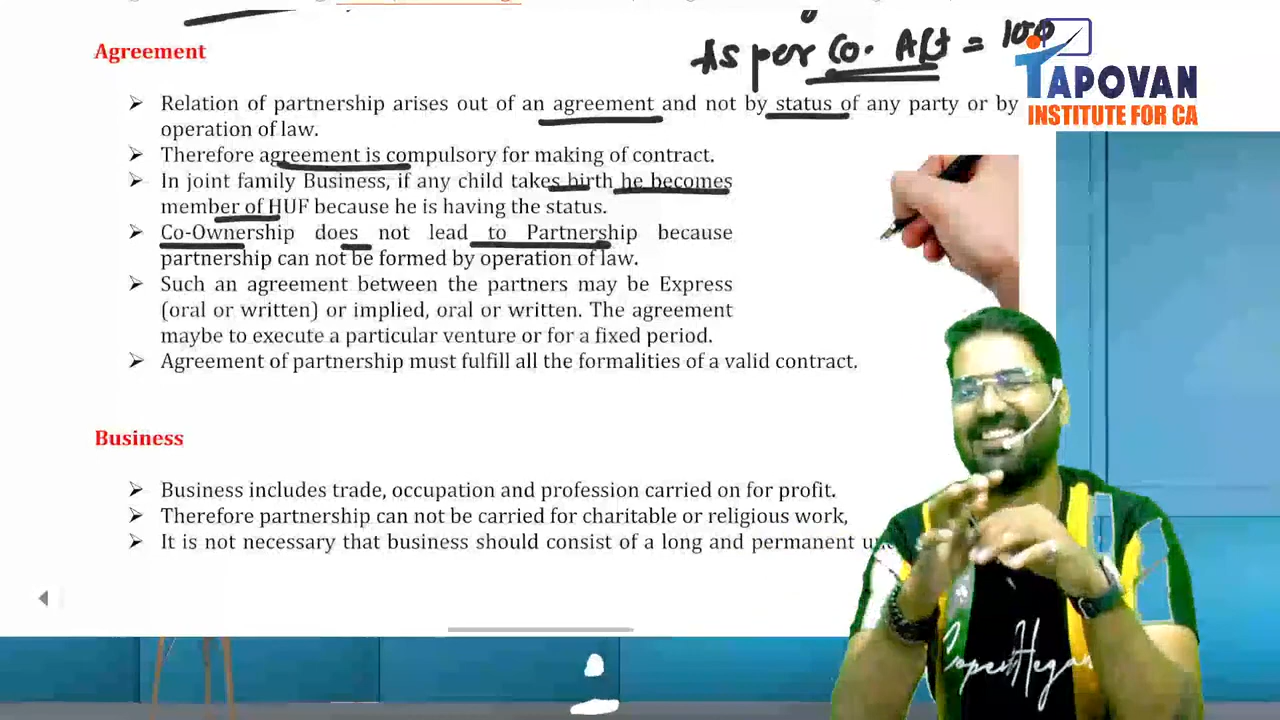 As per Co. Act = 100
TAPOVAN
INSTITUTE FOR CA
Agreement
➢ Relation of partnership arises out of an agreement and not by status of any party or by
operation of law.
➢ Therefore agreement is compulsory for making of contract.
➢ In joint family Business, if any child takes birth he becomes
member of HUF because he is having the status.
➢ Co-Ownership does not lead to Partnership because
partnership can not be formed by operation of law.
➢ Such an agreement between the partners may be Express
(oral or written) or implied, oral or written. The agreement
maybe to execute a particular venture or for a fixed period.
➢ Agreement of partnership must fulfill all the formalities of a valid contract.
Business
➢ Business includes trade, occupation and profession carried on for profit.
➢ Therefore partnership can not be carried for charitable or religious work,
➢ It is not necessary that business should consist of a long and permanent
CopenHegan